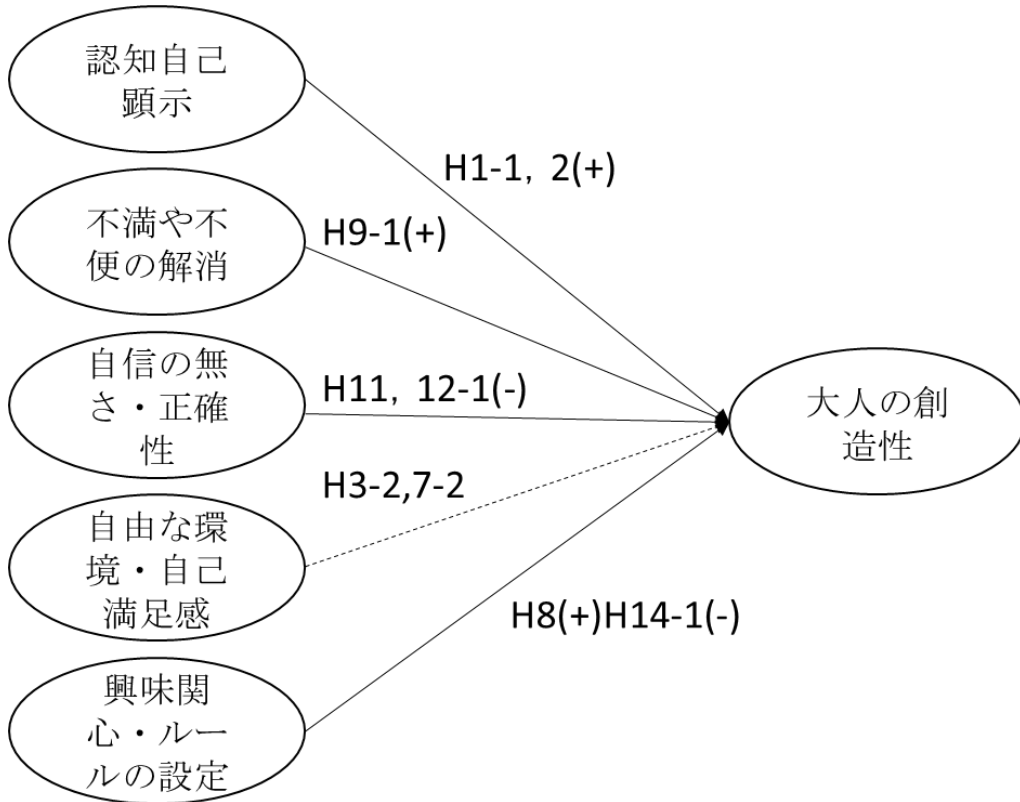 認知自己
顕示
H1-1, 2(+)
不満や不
便の解消
H9-1(+)
自信の無
さ・正確
性
H11, 12-1(-)
大人の創
造性
自由な環
境・自己
満足感
H3-2,7-2
興味関
心・ルー
ルの設定
H8(+)H14-1(-)